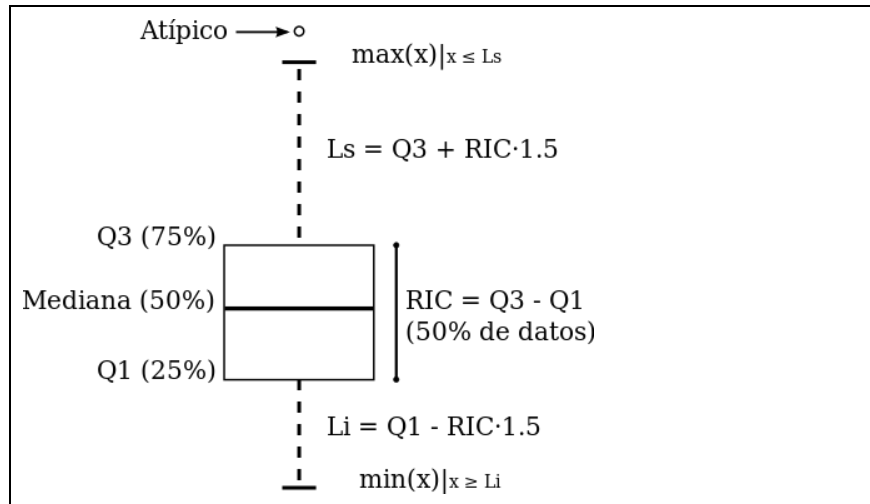 Atípico
max(x)|x ≤ Ls
Ls = Q3 + RIC·1.5
Q3 (75%)
Mediana (50%)
RIC = Q3 - Q1
(50% de datos)
Q1 (25%)
Li = Q1 - RIC·1.5
min(x)|x ≥ Li